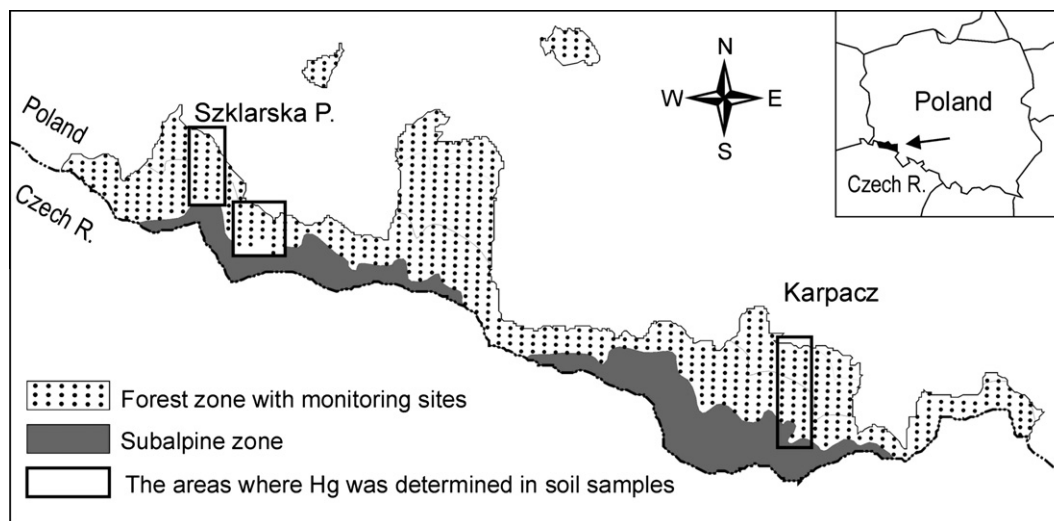 Szklarska P.
Poland
Czech R.
N
W
E
S
Poland
Czech R.
Karpacz
Forest zone with monitoring sites
Subalpine zone
The areas where Hg was determined in soil samples